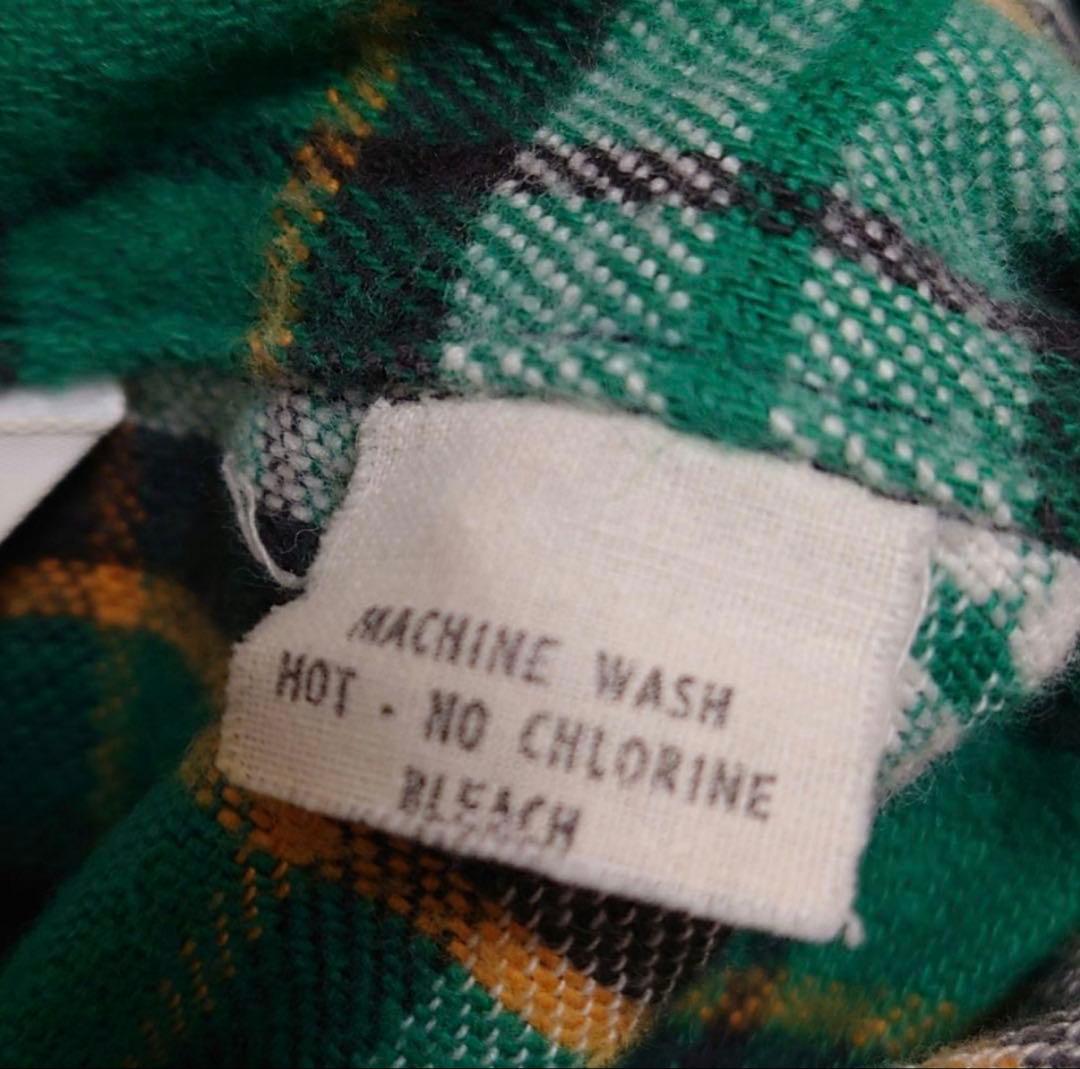 MACHINE WASH
HOT - NO CHLORINE
BLEACH